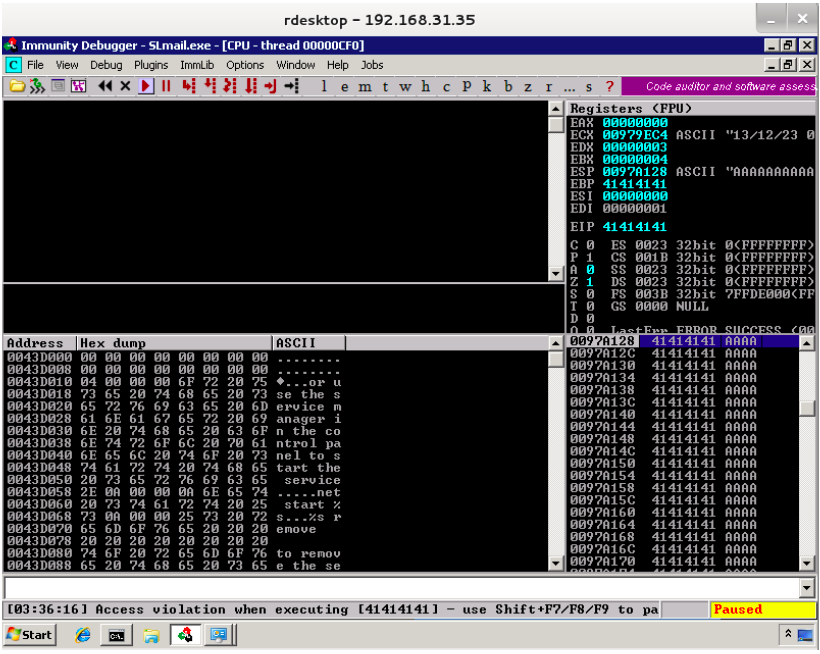 rdesktop - 192.168.31.35
Immunity Debugger - SLmail.exe - [CPU - thread 00000CF0]
C File View Debug Plugins ImmLib Options Window Help Jobs
l e m t w h c P k b z r ... s ? Code auditor and software assess
Registers (FPU)
EAX 00000000
ECX 00979EC4 ASCII "13/12/23 0
EDX 00000003
EBX 00000004
ESP 0097A128 ASCII "AAAAAAAAAA
EBP 41414141
ESI 00000000
EDI 00000001
EIP 41414141
C 0 ES 0023 32bit 0(FFFFFFFF)
P 1 CS 001B 32bit 0(FFFFFFFF)
A 0 SS 0023 32bit 0(FFFFFFFF)
Z 1 DS 0023 32bit 0(FFFFFFFF)
S 0 FS 003B 32bit 7FFDE000(FF
T 0 GS 0000 NULL
D 0
O 0 LastErr ERROR_SUCCESS (00
Address Hex dump ASCII
0043D000 00 00 00 00 00 00 00 00 ........
0043D008 00 00 00 00 00 00 00 00 ........
0043D010 04 00 00 00 6F 72 20 75 ♦...or u
0043D018 73 65 20 74 68 65 20 73 se the s
0043D020 65 72 76 69 63 65 20 6D ervice m
0043D028 61 6E 61 67 65 72 20 69 anager i
0043D030 6E 20 74 68 65 20 63 6F n the co
0043D038 6E 74 72 6F 6C 20 70 61 ntrol pa
0043D040 6E 65 6C 20 74 6F 20 73 nel to s
0043D048 74 61 72 74 20 74 68 65 tart the
0043D050 20 73 65 72 76 69 63 65 service
0043D058 2E 0A 00 00 0A 6E 65 74 .....net
0043D060 20 73 74 61 72 74 20 25 start %
0043D068 73 0A 00 00 25 73 20 72 s...%s r
0043D070 65 6D 6F 76 65 20 20 20 emove
0043D078 20 20 20 20 20 20 20 20
0043D080 74 6F 20 72 65 6D 6F 76 to remov
0043D088 65 20 74 68 65 20 73 65 e the se
0097A128 41414141 AAAA
0097A12C 41414141 AAAA
0097A130 41414141 AAAA
0097A134 41414141 AAAA
0097A138 41414141 AAAA
0097A13C 41414141 AAAA
0097A140 41414141 AAAA
0097A144 41414141 AAAA
0097A148 41414141 AAAA
0097A14C 41414141 AAAA
0097A150 41414141 AAAA
0097A154 41414141 AAAA
0097A158 41414141 AAAA
0097A15C 41414141 AAAA
0097A160 41414141 AAAA
0097A164 41414141 AAAA
0097A168 41414141 AAAA
0097A16C 41414141 AAAA
0097A170 41414141 AAAA
[03:36:16] Access violation when executing [41414141] - use Shift+F7/F8/F9 to pa Paused
Start